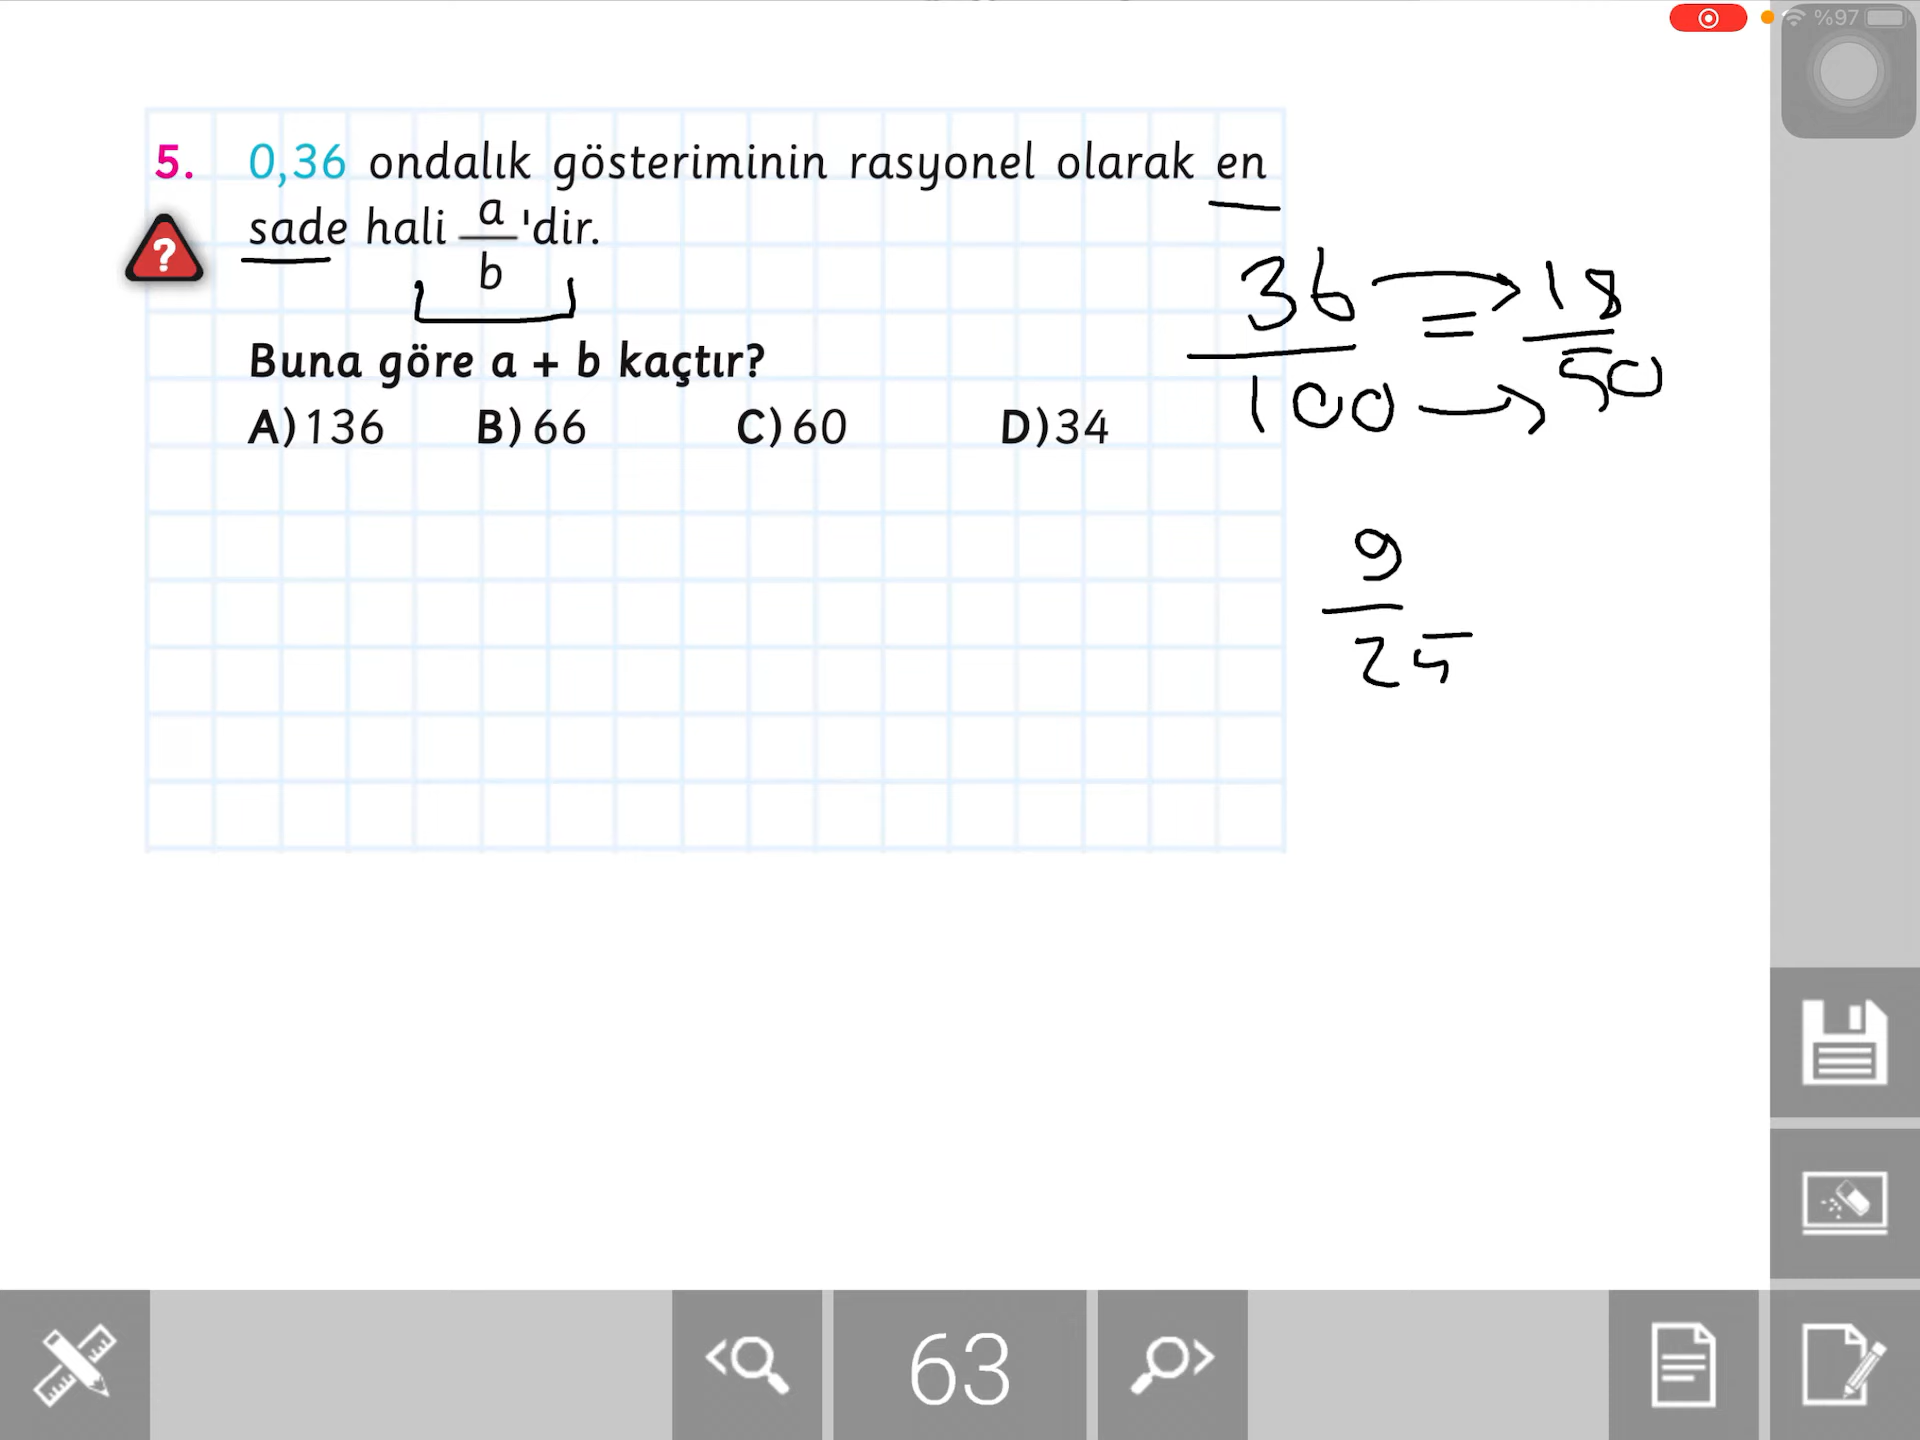 %97
5. 0,36 ondalık gösteriminin rasyonel olarak en
sade hali a/b 'dir.
?
Buna göre a + b kaçtır?
A) 136 B) 66 C) 60 D) 34
36/100 = 18/50
9/25
63